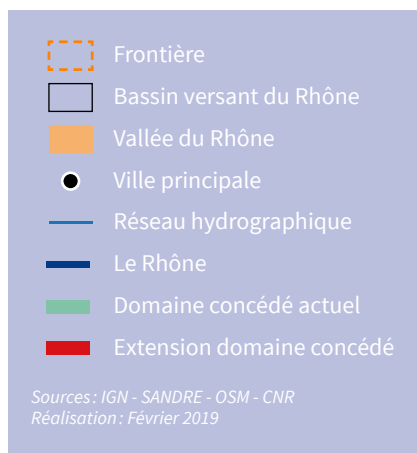 Frontière
Bassin versant du Rhône
Vallée du Rhône
Ville principale
Réseau hydrographique
Le Rhône
Domaine concédé actuel
Extension domaine concédé
Sources : IGN - SANDRE - OSM - CNR
Réalisation : Février 2019